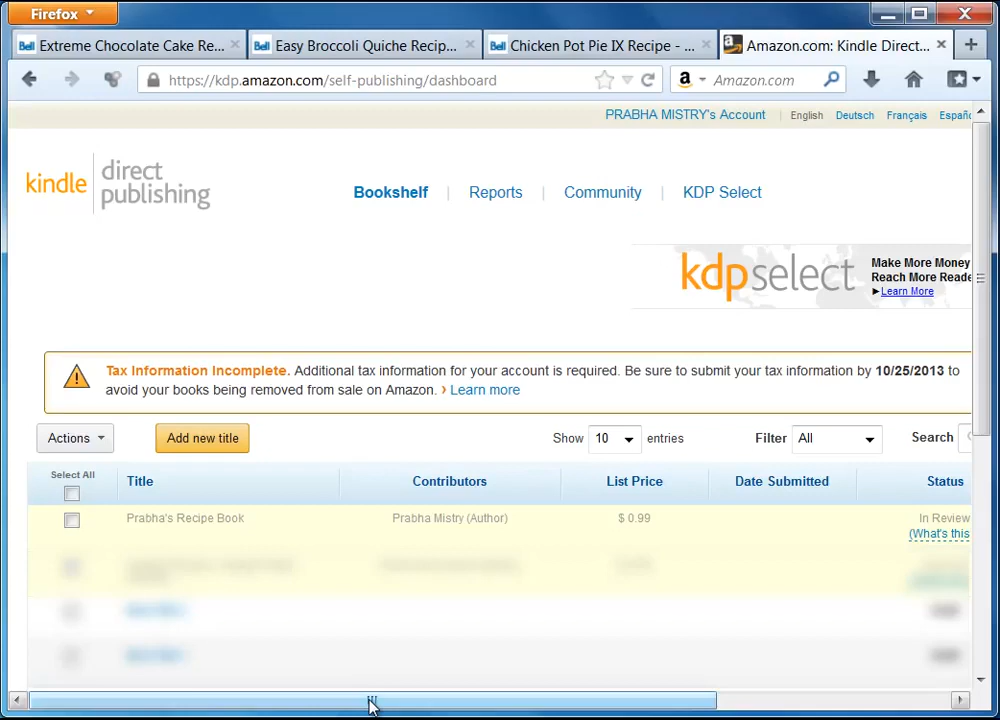 Firefox
Extreme Chocolate Cake Re...
Easy Broccoli Quiche Recip...
Chicken Pot Pie IX Recipe - ...
Amazon.com: Kindle Direct...
https://kdp.amazon.com/self-publishing/dashboard
Amazon.com
PRABHA MISTRY's Account
English
Deutsch
Français
Españo
kindle direct publishing
Bookshelf
Reports
Community
KDP Select
kdpselect
Make More Money
Reach More Reade
Learn More
Tax Information Incomplete. Additional tax information for your account is required. Be sure to submit your tax information by 10/25/2013 to
avoid your books being removed from sale on Amazon. › Learn more
Actions
Add new title
Show 10 entries
Filter All
Search
Select All
Title
Contributors
List Price
Date Submitted
Status
Prabha's Recipe Book
Prabha Mistry (Author)
$ 0.99
In Review
(What's this